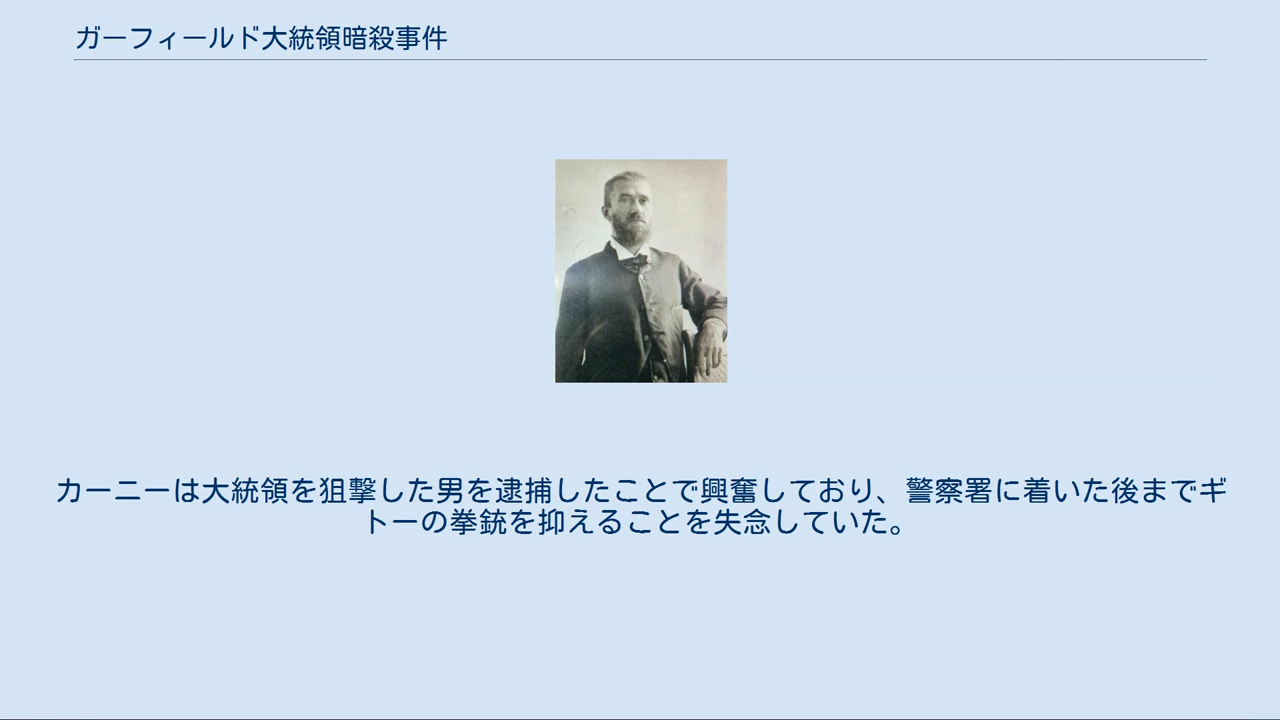 ガーフィールド大統領暗殺事件
カーニーは大統領を狙撃した男を逮捕したことで興奮しており、警察署に着いた後までギ
トーの拳銃を抑えることを失念していた。